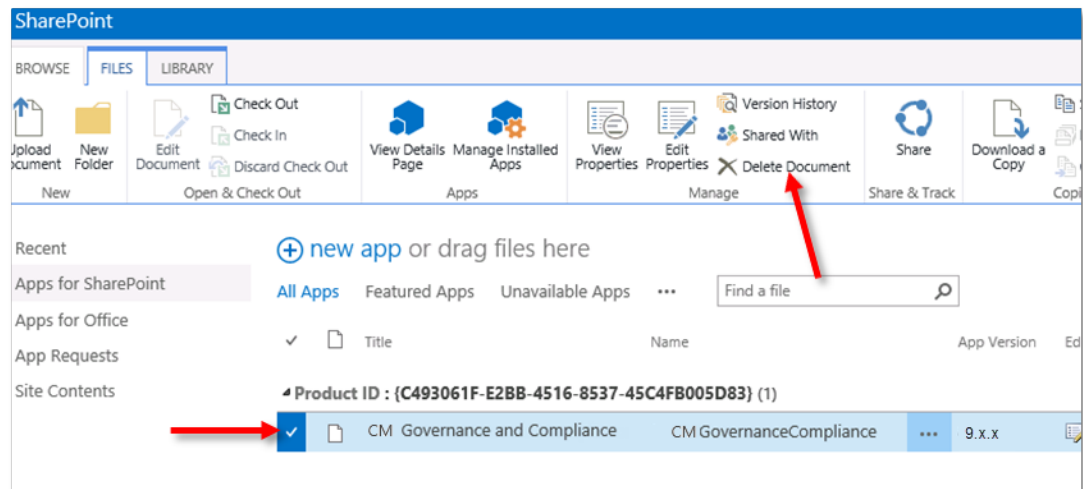 SharePoint
BROWSE FILES LIBRARY
Upload Document
New Folder
Edit Document
Check Out
Check In
Discard Check Out
View Details Page
Manage Installed Apps
View Properties
Edit Properties
Version History
Shared With
Delete Document
Share
Download a Copy
New
Open & Check Out
Apps
Manage
Share & Track
Recent
Apps for SharePoint
Apps for Office
App Requests
Site Contents
new app or drag files here
All Apps Featured Apps Unavailable Apps ••• Find a file
Title Name App Version Ed
Product ID : {C493061F-E2BB-4516-8537-45C4FB005D83} (1)
CM Governance and Compliance CM GovernanceCompliance ••• 9.x.x